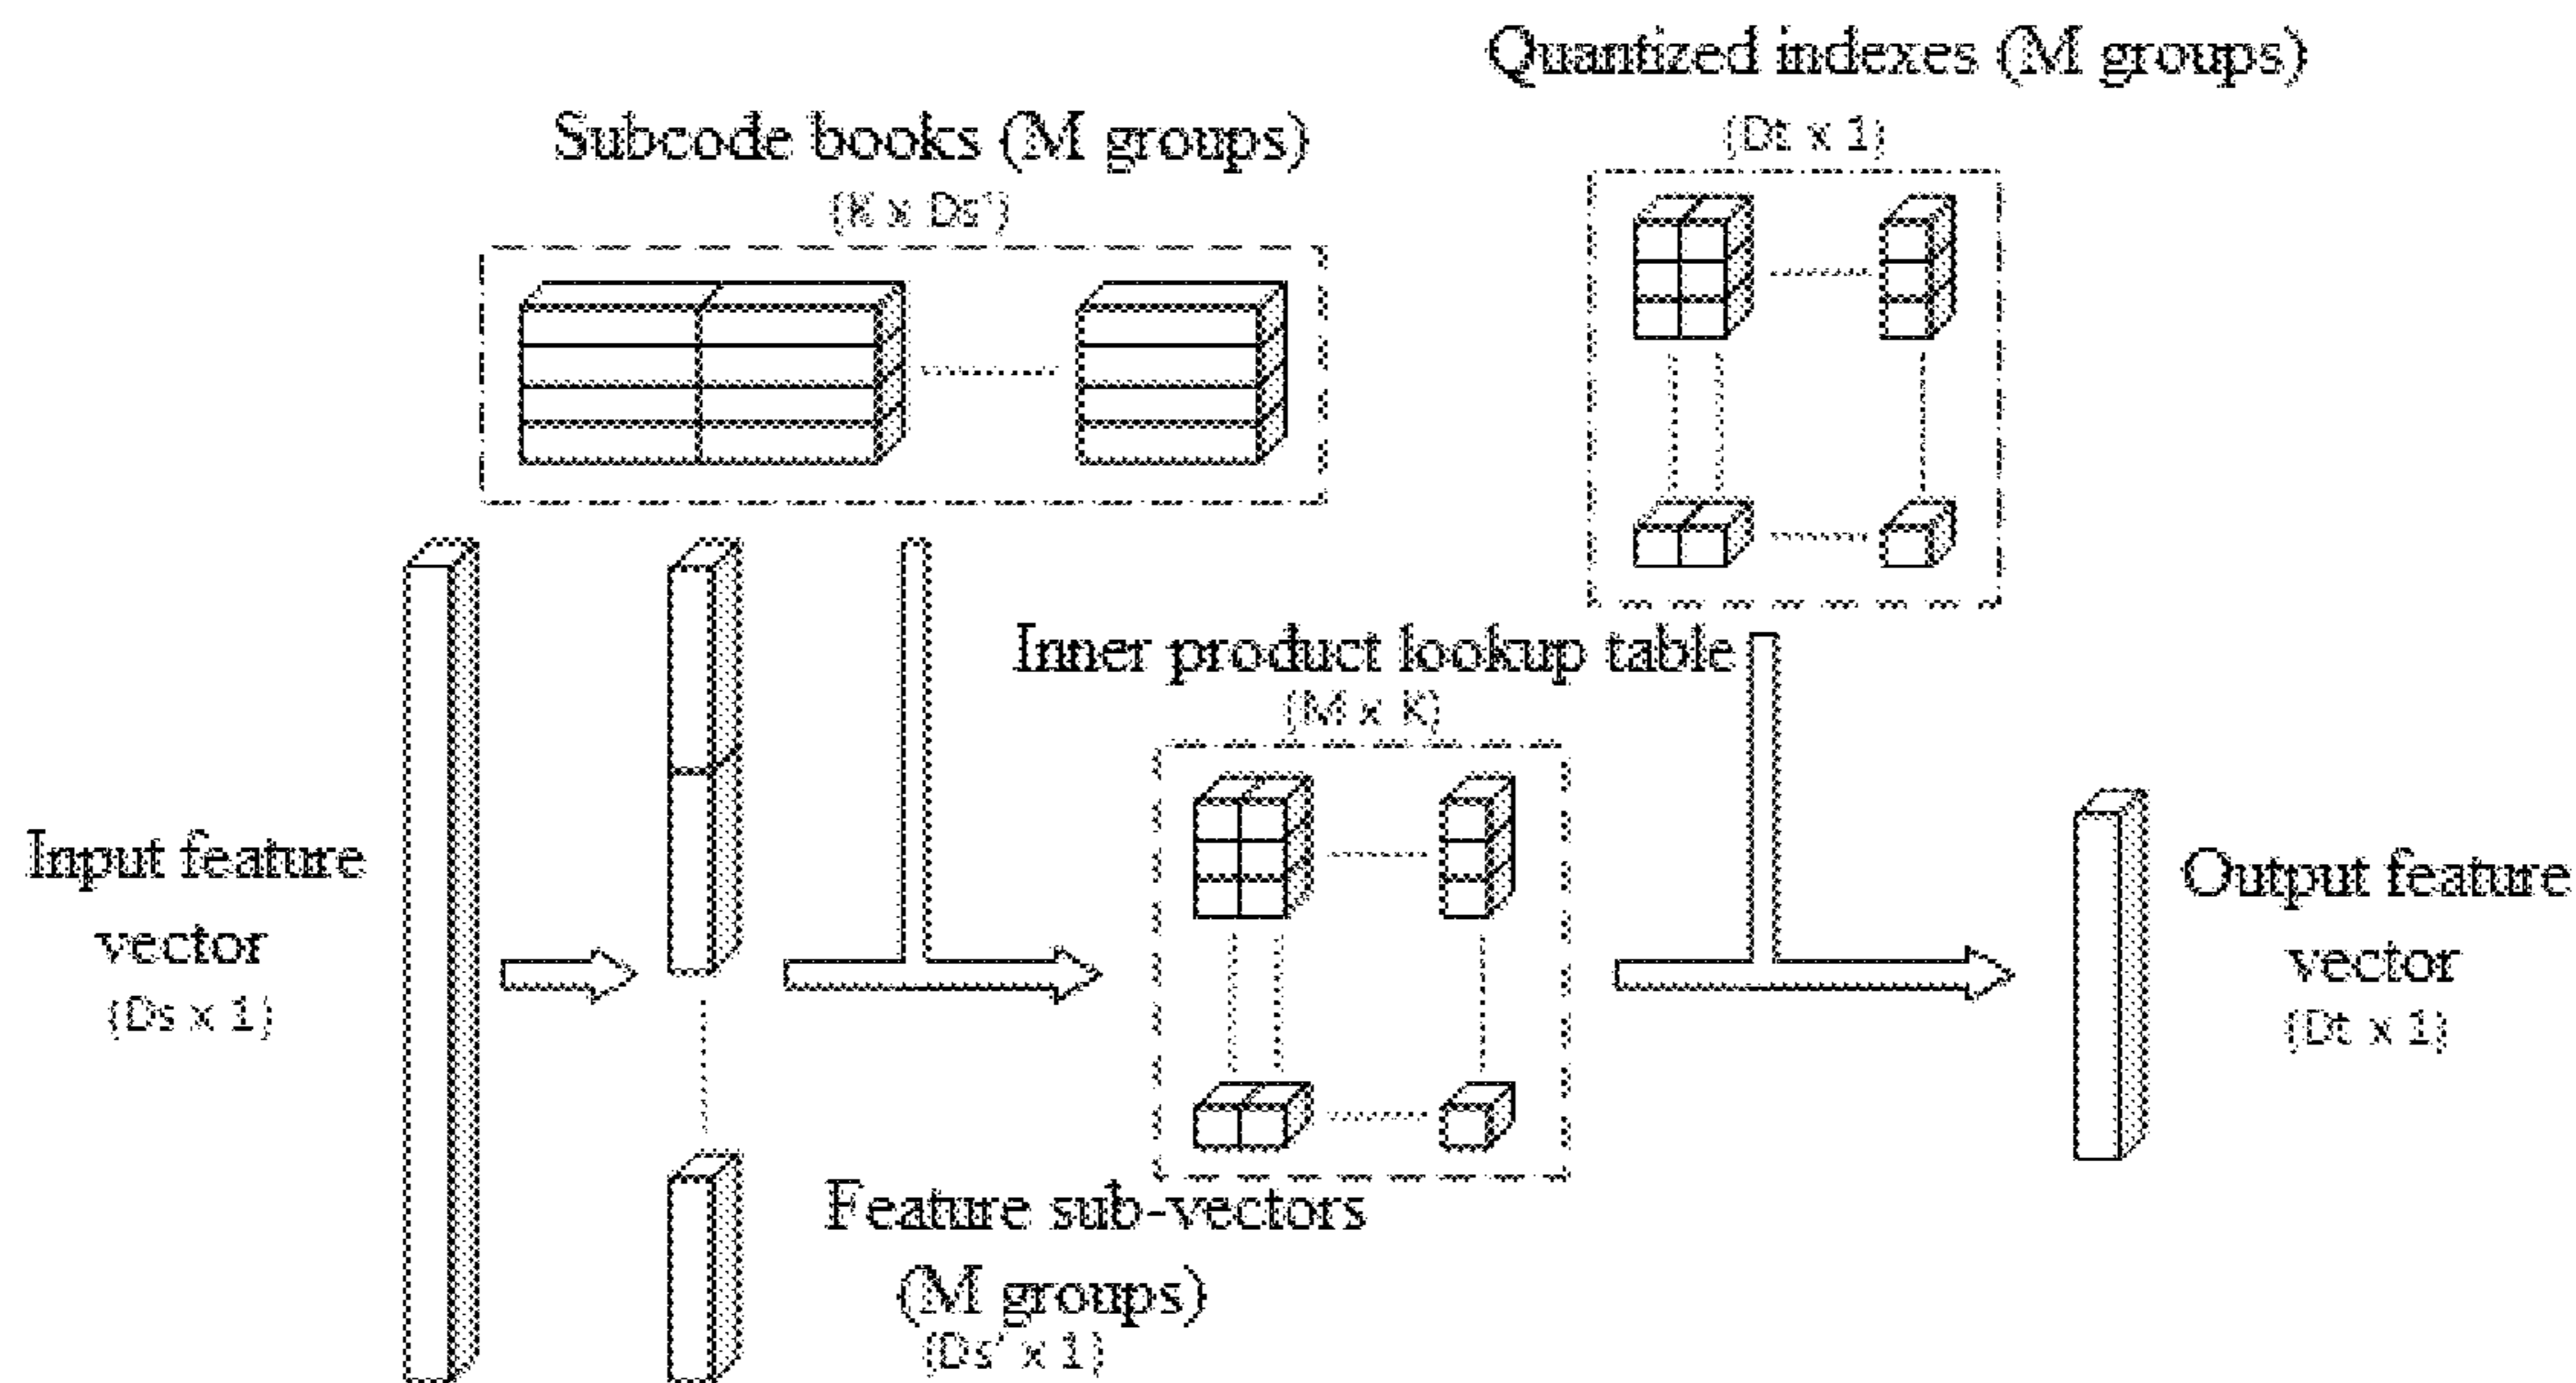 Quantized indexes (M groups)
(Dt x 1)
Subcode books (M groups)
(K x Ds')
Inner product lookup table
(M x K)
Input feature
vector
(Ds x 1)
Output feature
vector
(Dt x 1)
Feature sub-vectors
(M groups)
(Ds' x 1)